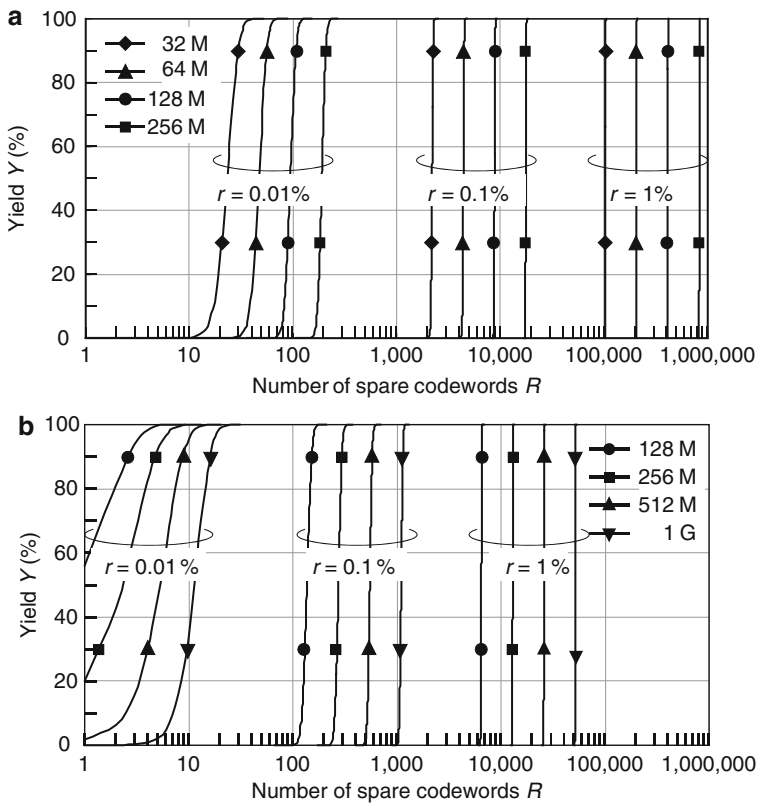 a
100
80
60
40
20
0
Yield Y (%)
32 M
64 M
128 M
256 M
r = 0.01%
r = 0.1%
r = 1%
1
10
100
1,000
10,000
100,000
1,000,000
Number of spare codewords R
b
100
80
60
40
20
0
Yield Y (%)
128 M
256 M
512 M
1 G
r = 0.01 %
r = 0.1 %
r = 1 %
1
10
100
1,000
10,000
100,000
1,000,000
Number of spare codewords R